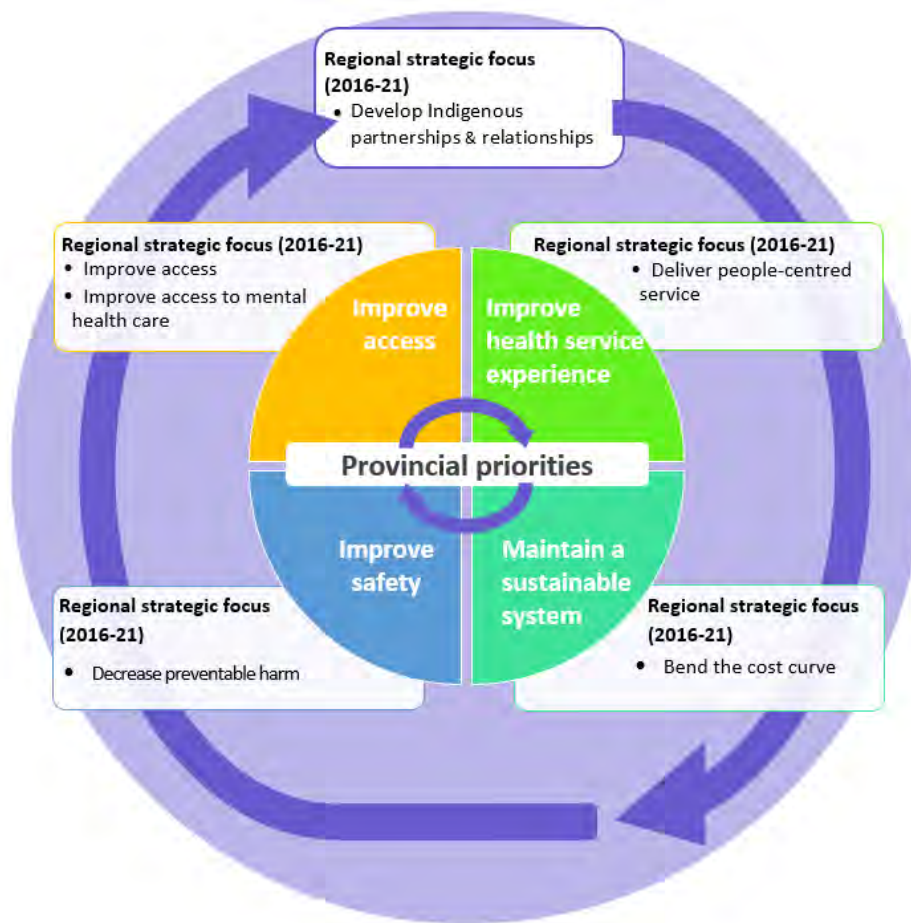 Regional strategic focus
(2016-21)
• Develop Indigenous
partnerships & relationships
Regional strategic focus (2016-21)
• Improve access
• Improve access to mental
health care
Regional strategic focus (2016-21)
• Deliver people-centred
service
Improve
access
Improve
health service
experience
Provincial priorities
Improve
safety
Maintain a
sustainable
system
Regional strategic focus
(2016-21)
• Decrease preventable harm
Regional strategic focus
(2016-21)
• Bend the cost curve